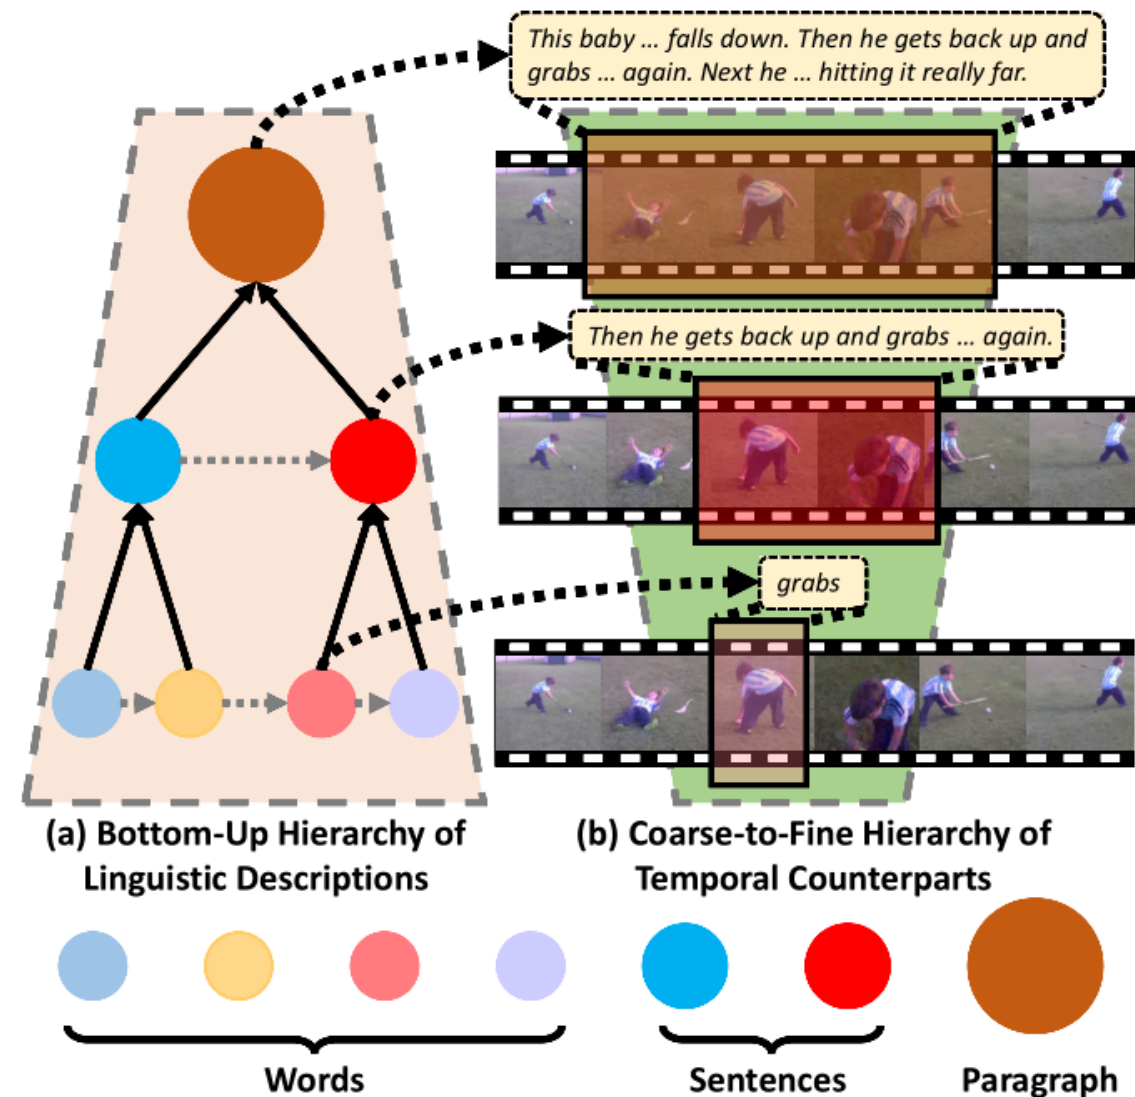 This baby ... falls down. Then he gets back up and
grabs ... again. Next he ... hitting it really far.
Then he gets back up and grabs ... again.
grabs
(a) Bottom-Up Hierarchy of
Linguistic Descriptions
(b) Coarse-to-Fine Hierarchy of
Temporal Counterparts
Words
Sentences
Paragraph